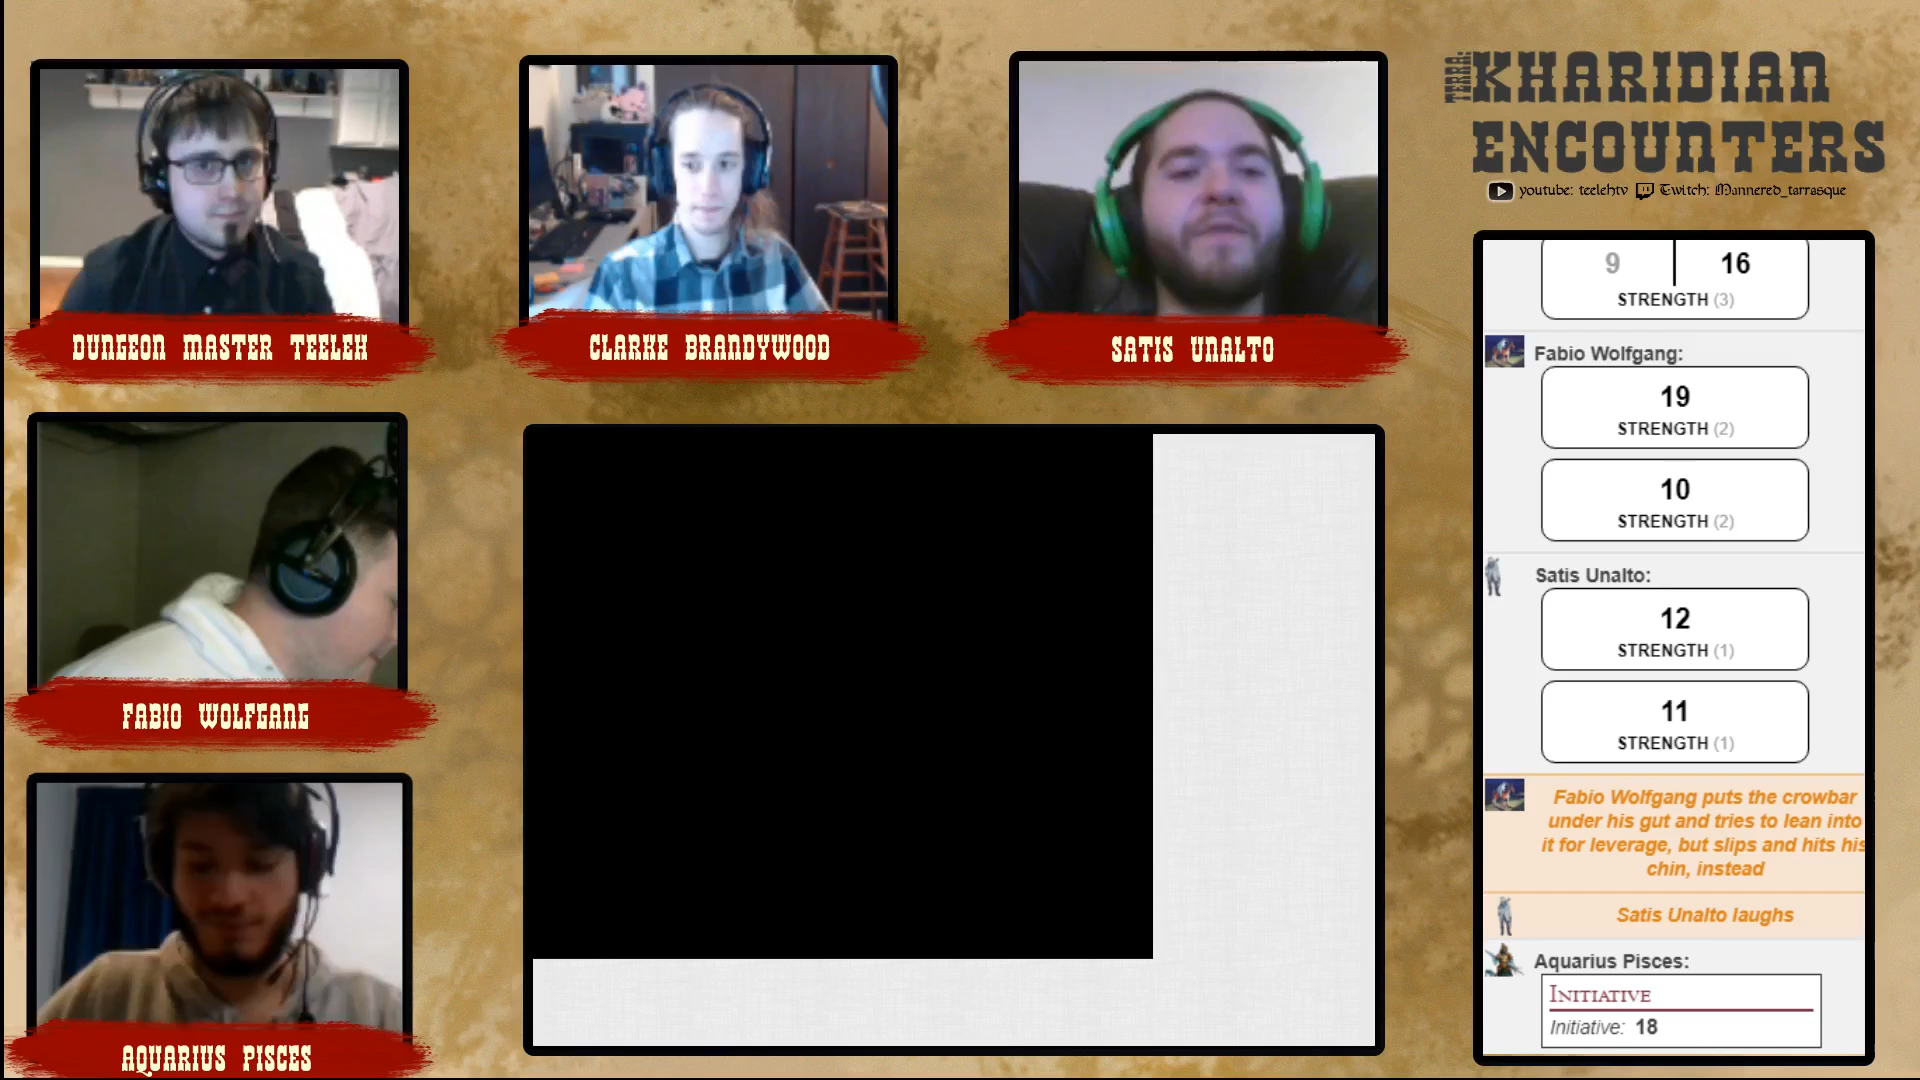 DUNGEON MASTER TEELEH
CLARKE BRANDYWOOD
SATIS UNALTO
FABIO WOLFGANG
AQUARIUS PISCES
TERRA
KHARIDIAN
ENCOUNTERS
youtube: teelehtv Twitch: Mannered_tarrasque
9 16
STRENGTH (3)
Fabio Wolfgang:
19
STRENGTH (2)
10
STRENGTH (2)
Satis Unalto:
12
STRENGTH (1)
11
STRENGTH (1)
Fabio Wolfgang puts the crowbar
under his gut and tries to lean into
it for leverage, but slips and hits his
chin, instead
Satis Unalto laughs
Aquarius Pisces:
INITIATIVE
Initiative: 18